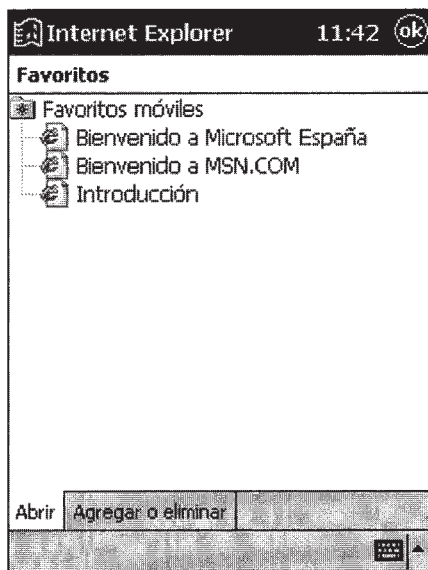 Internet Explorer 11:42 ok
Favoritos
Favoritos móviles
Bienvenido a Microsoft España
Bienvenido a MSN.COM
Introducción
Abrir Agregar o eliminar